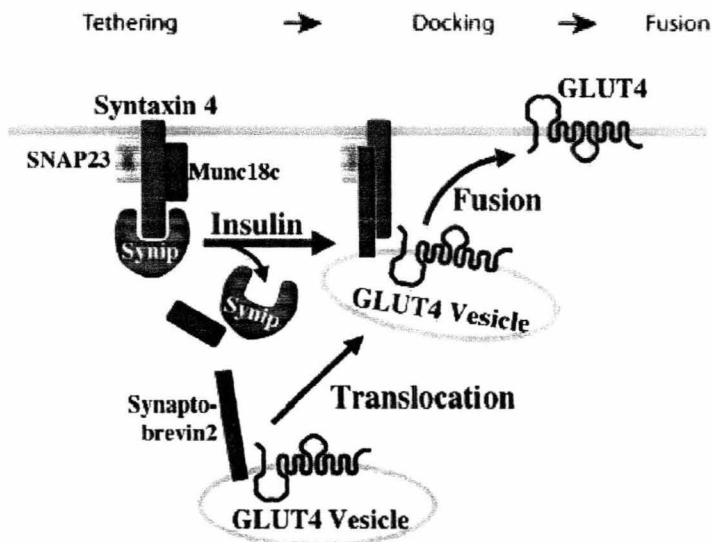 Tethering → Docking → Fusion
GLUT4
Syntaxin 4
SNAP23
Munc18c
Fusion
Insulin
Synip
Synip
GLUT4 Vesicle
Translocation
Synapto-
brevin2
GLUT4 Vesicle